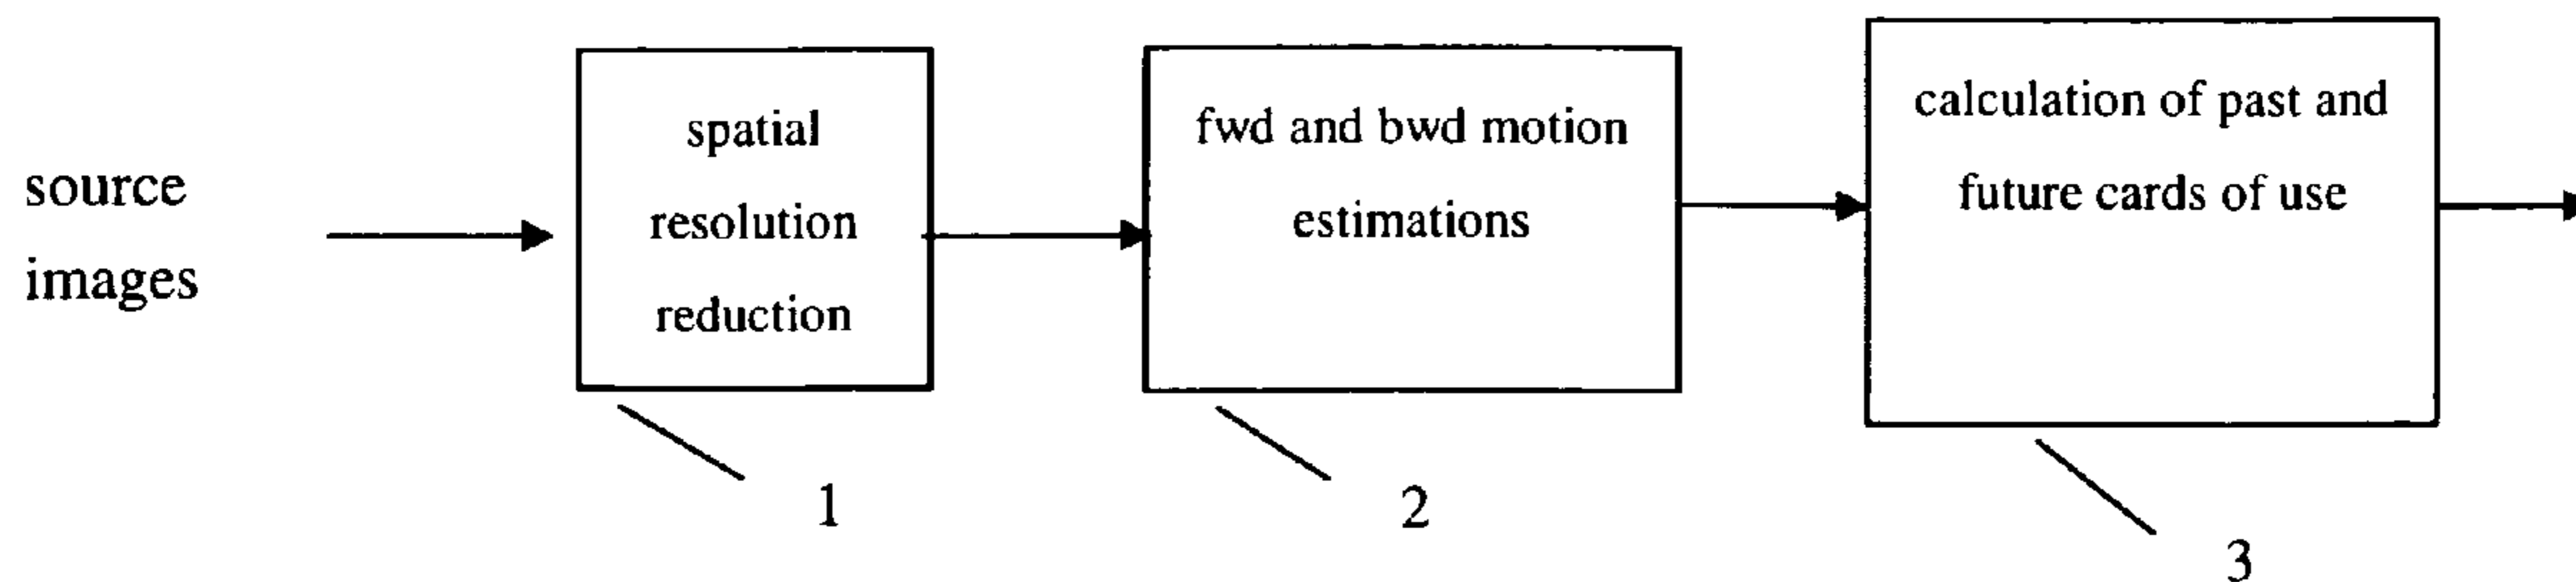 source
images
spatial
resolution
reduction
fwd and bwd motion
estimations
calculation of past and
future cards of use
1
2
3